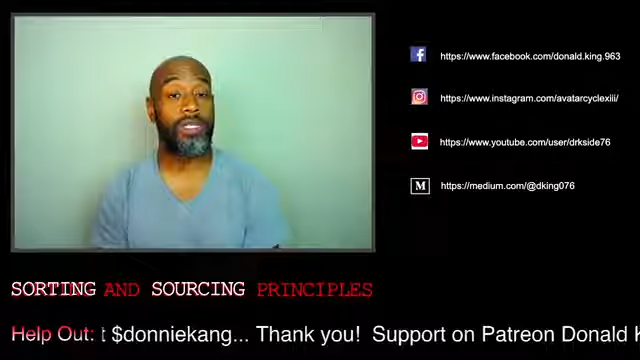 https://www.facebook.com/donald.king.963
https://www.instagram.com/avatarcyclexiii/
https://www.youtube.com/user/drkside76
M https://medium.com/@dking076
SORTING AND SOURCING PRINCIPLES
Help Out: t $donniekang... Thank you! Support on Patreon Donald K